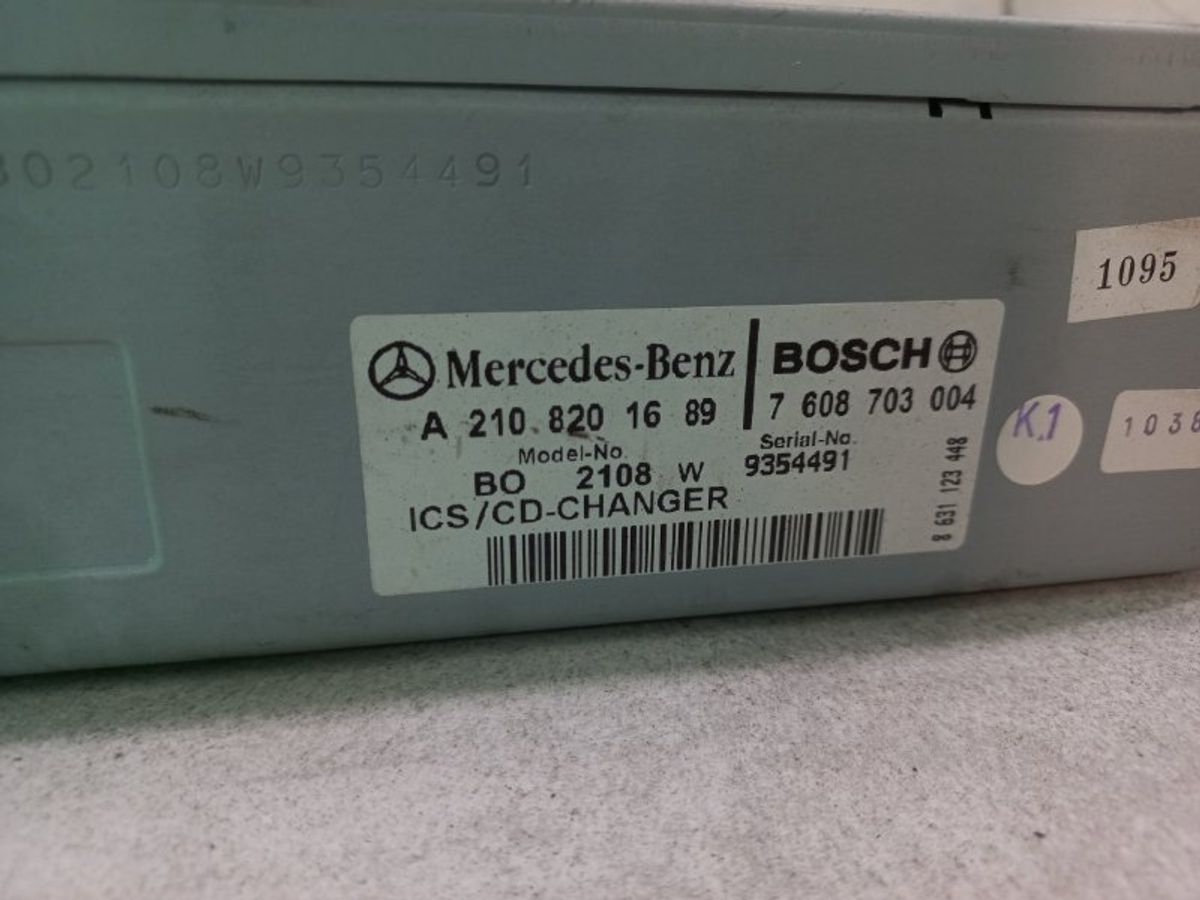 BO2108W9354491
1095
Mercedes-Benz
BOSCH
A 210 820 16 89
7 608 703 004
Model-No.
Serial-No.
BO 2108 W
9354491
ICS/CD-CHANGER
8 631 123 448
K.1
1038